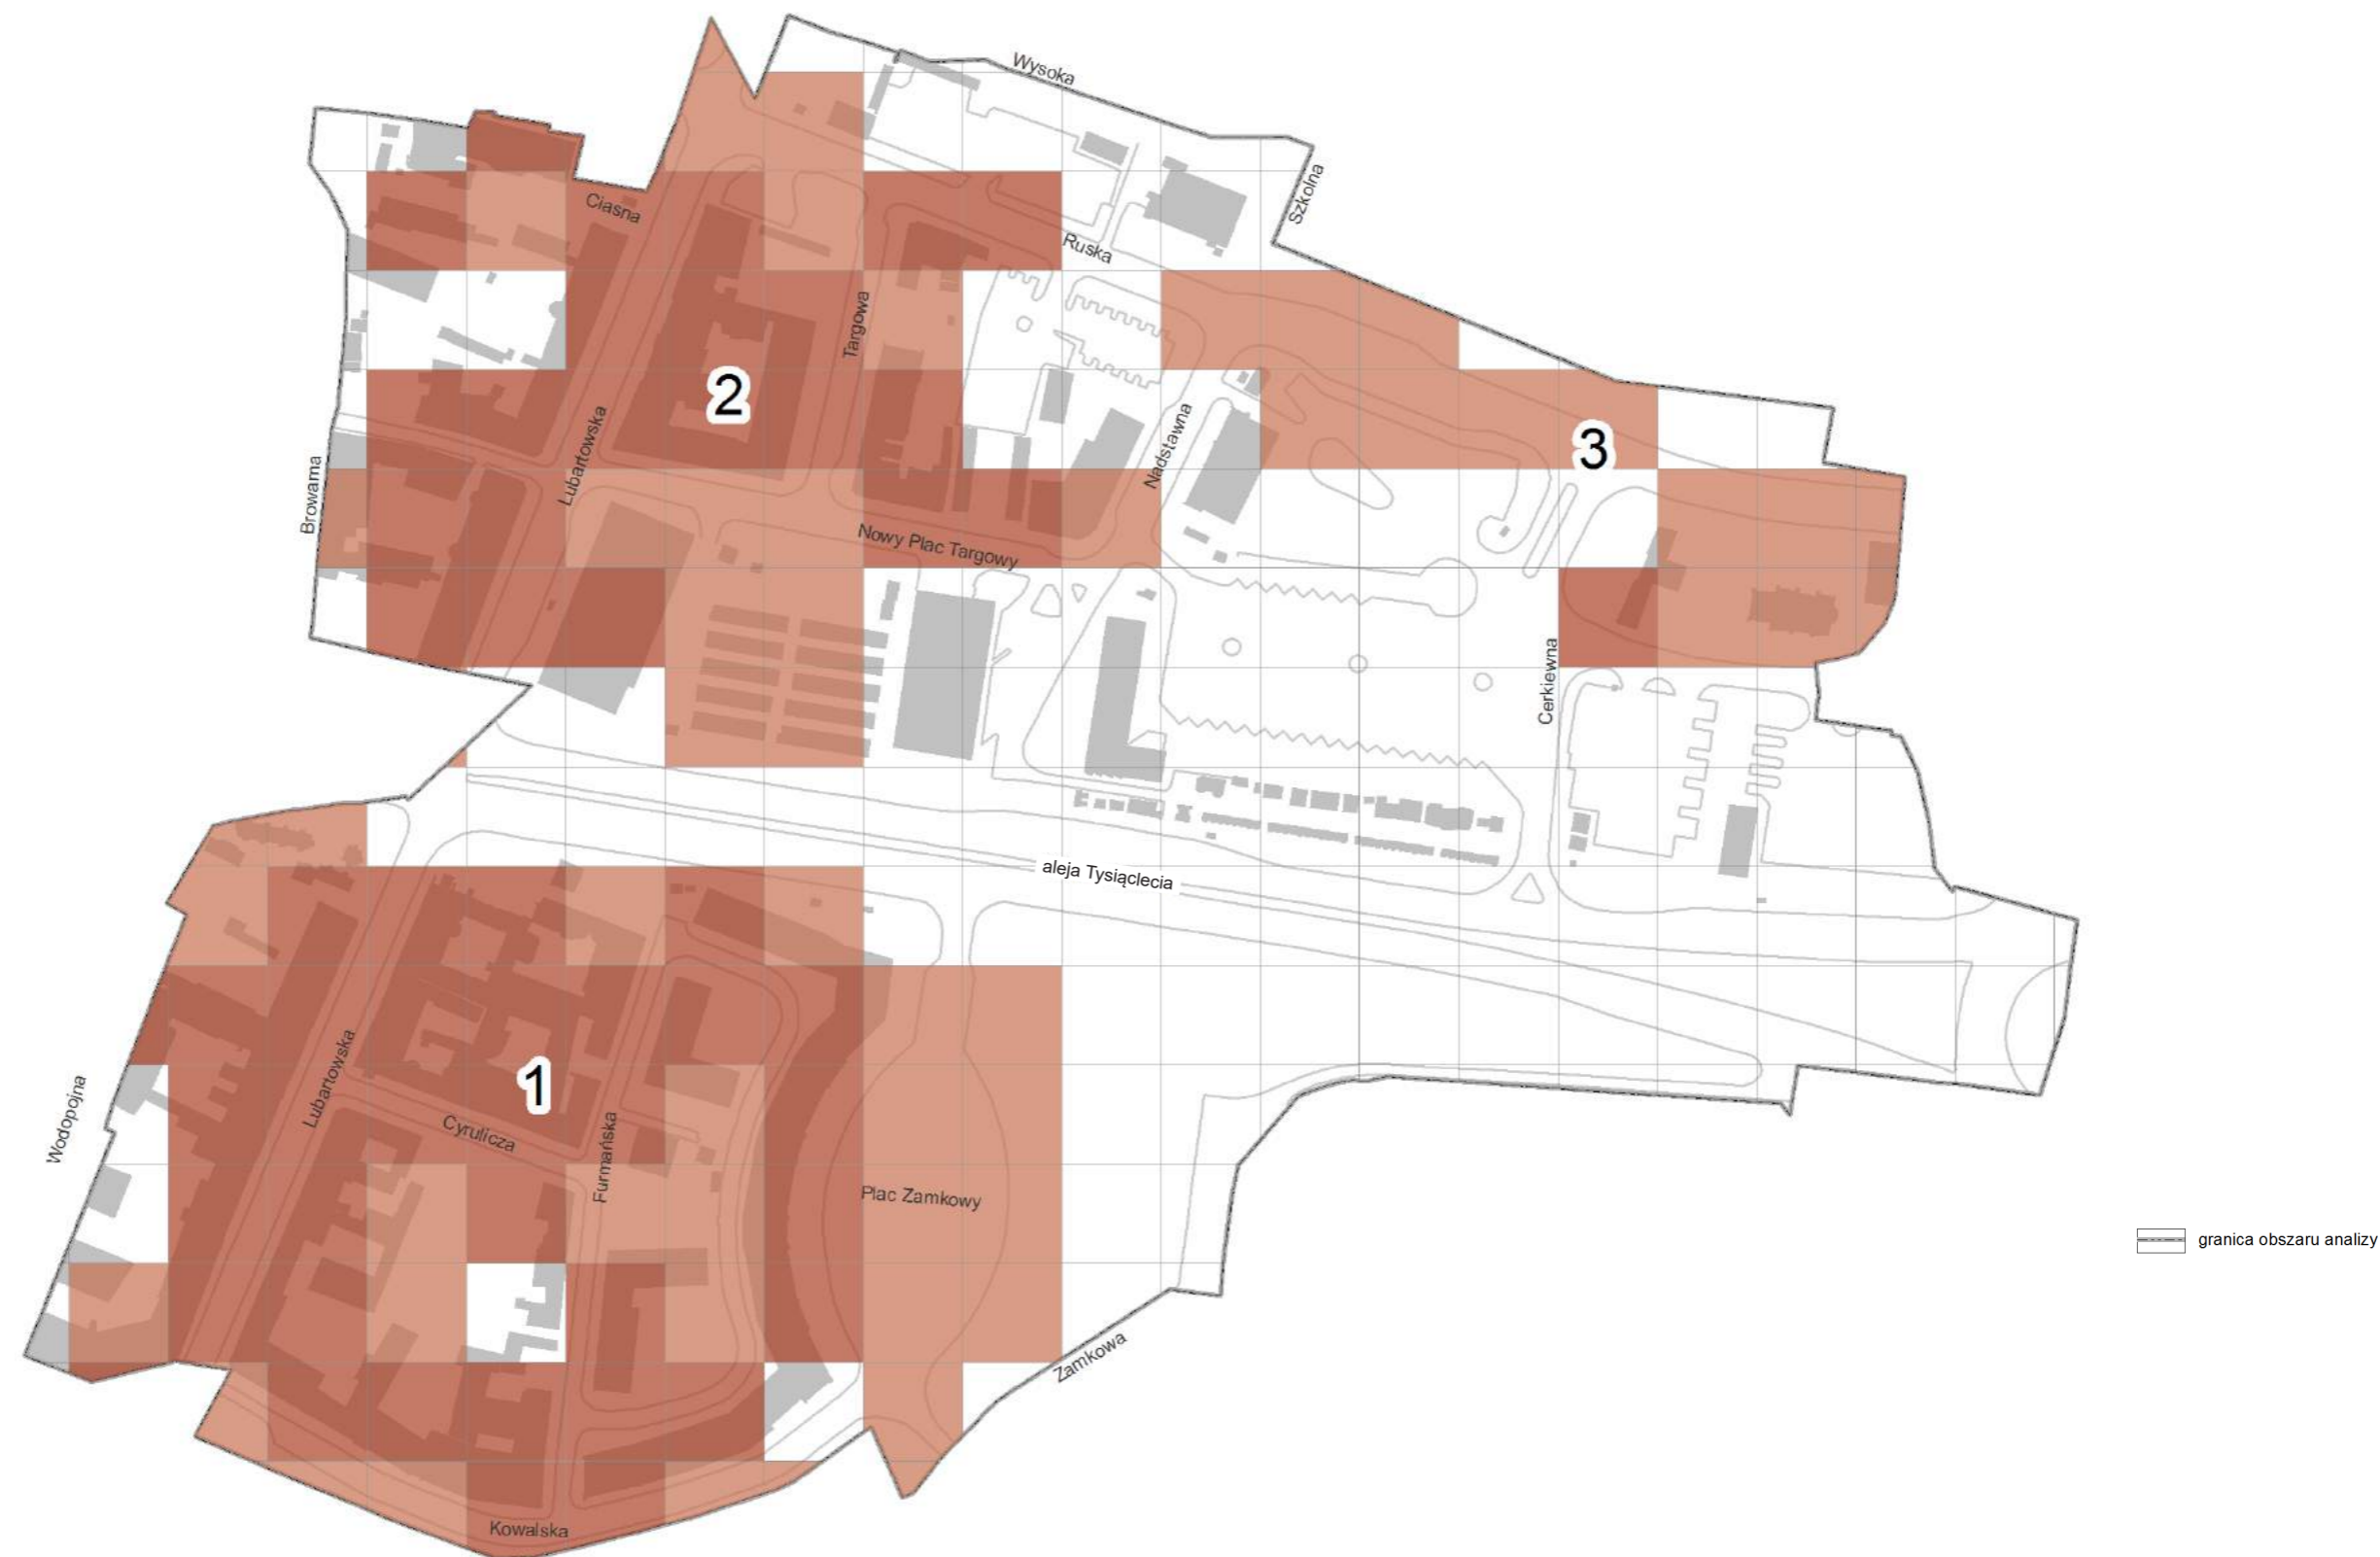 Wysoka
Szkolna
Ciasna
Ruska
Targowa
2
Lubartowska
Nadstawna
3
Browarna
Nowy Plac Targowy
Cerkiewna
aleja Tysiąclecia
Lubartowska
1
Wodopojna
Cyrulicza
Furmańska
Plac Zamkowy
granica obszaru analizy
Zamkowa
Kowalska